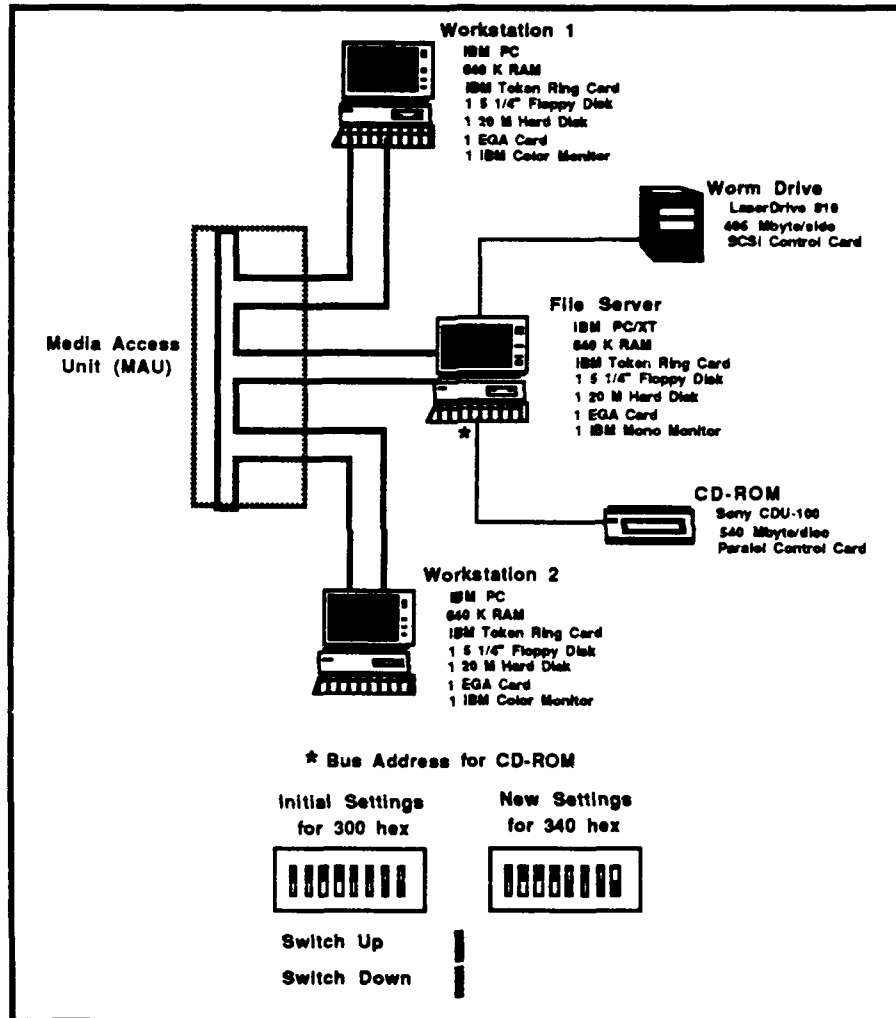 Workstation 1
IBM PC
640 K RAM
IBM Token Ring Card
1 5 1/4" Floppy Disk
1 20 M Hard Disk
1 EGA Card
1 IBM Color Monitor
Worm Drive
LaserDrive 810
405 Mbyte/side
SCSI Control Card
File Server
IBM PC/XT
640 K RAM
IBM Token Ring Card
1 5 1/4" Floppy Disk
1 20 M Hard Disk
1 EGA Card
1 IBM Mono Monitor
*
Media Access
Unit (MAU)
CD-ROM
Sony CDU-100
540 Mbyte/disc
Paralel Control Card
Workstation 2
IBM PC
640 K RAM
IBM Token Ring Card
1 5 1/4" Floppy Disk
1 20 M Hard Disk
1 EGA Card
1 IBM Color Monitor
* Bus Address for CD-ROM
Initial Settings
for 300 hex
New Settings
for 340 hex
Switch Up
Switch Down